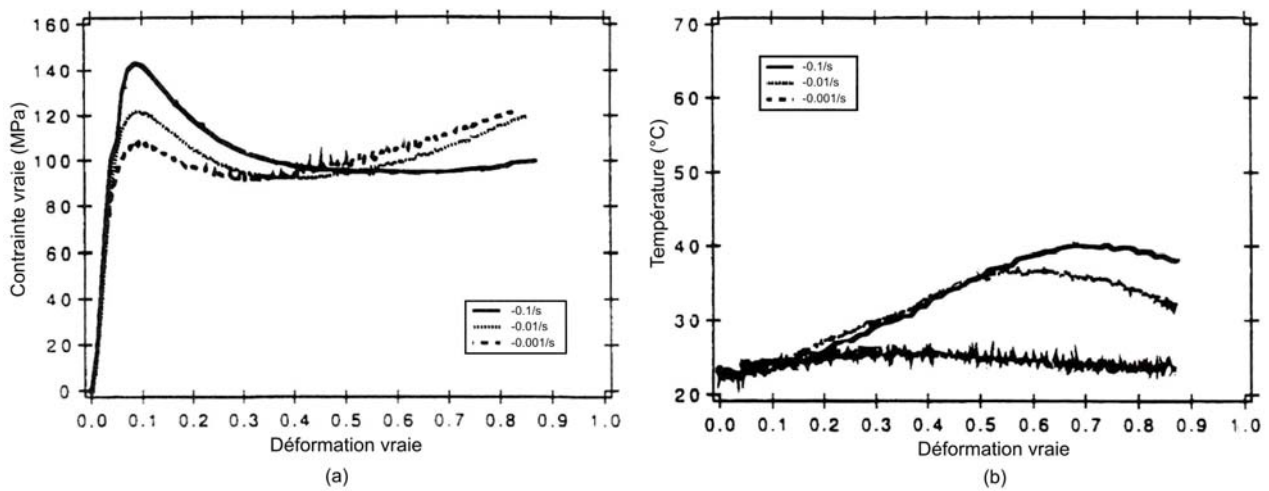 160
140
120
100
80
60
40
20
0
Contrainte vraie (MPa)
-0.1/s
-0.01/s
-0.001/s
0.0 0.1 0.2 0.3 0.4 0.5 0.6 0.7 0.8 0.9 1.0
Déformation vraie
(a)
70
60
50
40
30
20
Température (°C)
-0.1/s
-0.01/s
-0.001/s
0.0 0.1 0.2 0.3 0.4 0.5 0.6 0.7 0.8 0.9 1.0
Déformation vraie
(b)